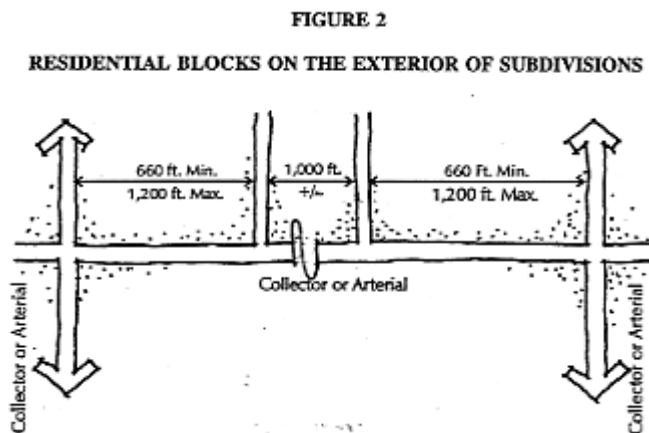 FIGURE 2
RESIDENTIAL BLOCKS ON THE EXTERIOR OF SUBDIVISIONS
660 ft. Min.
1,200 ft. Max.
1,000 ft.
+/-
660 Ft. Min.
1,200 ft. Max.
Collector or Arterial
Collector or Arterial
Collector or Arterial